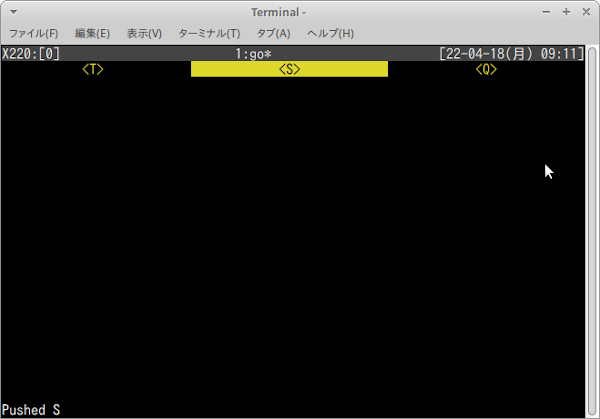 Terminal -
ファイル(F) 編集(E) 表示(V) ターミナル(T) タブ(A) ヘルプ(H)
X220:[0] 1:go* [22-04-18(月) 09:11]
<T> <S> <Q>
Pushed S